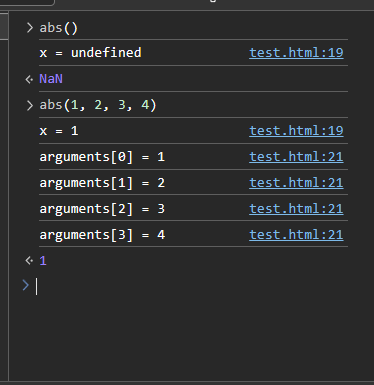 > abs()
x = undefined test.html:19
NaN
> abs(1, 2, 3, 4)
x = 1 test.html:19
arguments[0] = 1 test.html:21
arguments[1] = 2 test.html:21
arguments[2] = 3 test.html:21
arguments[3] = 4 test.html:21
1
>